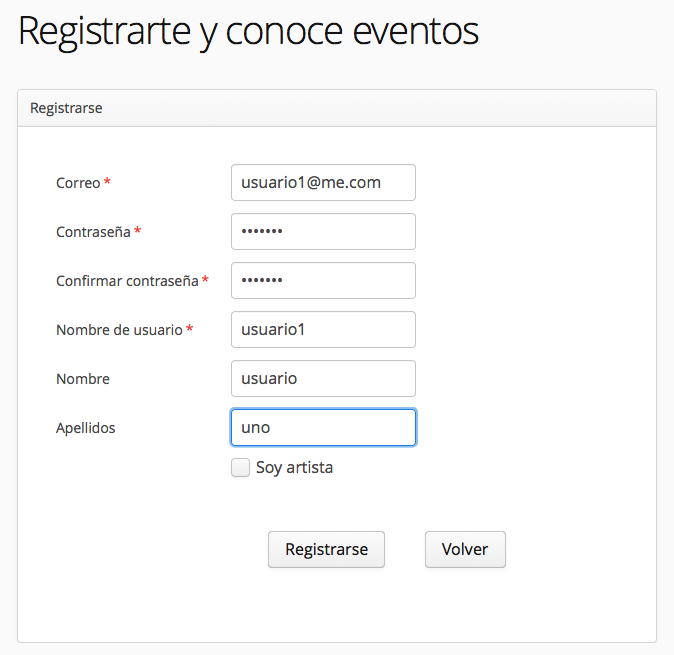 Registrarte y conoce eventos
Registrarse
Correo * usuario1@me.com
Contraseña * •••••••
Confirmar contraseña * •••••••
Nombre de usuario * usuario1
Nombre usuario
Apellidos uno
Soy artista
Registrarse Volver